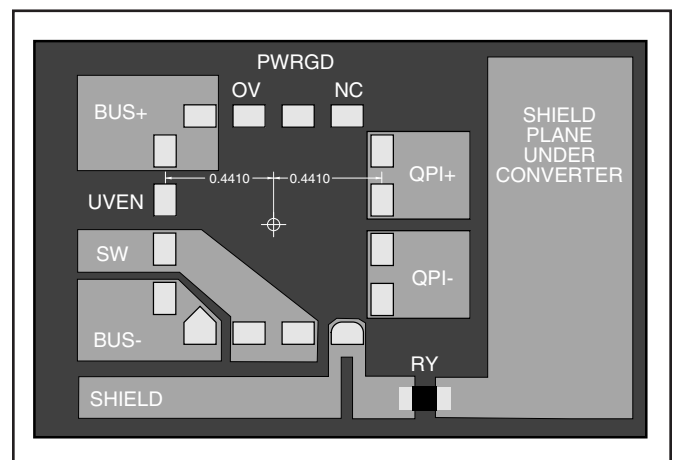 PWRGD
OV
NC
BUS+
SHIELD
PLANE
UNDER
CONVERTER
0.4410
0.4410
QPI+
UVEN
SW
QPI-
BUS-
RY
SHIELD